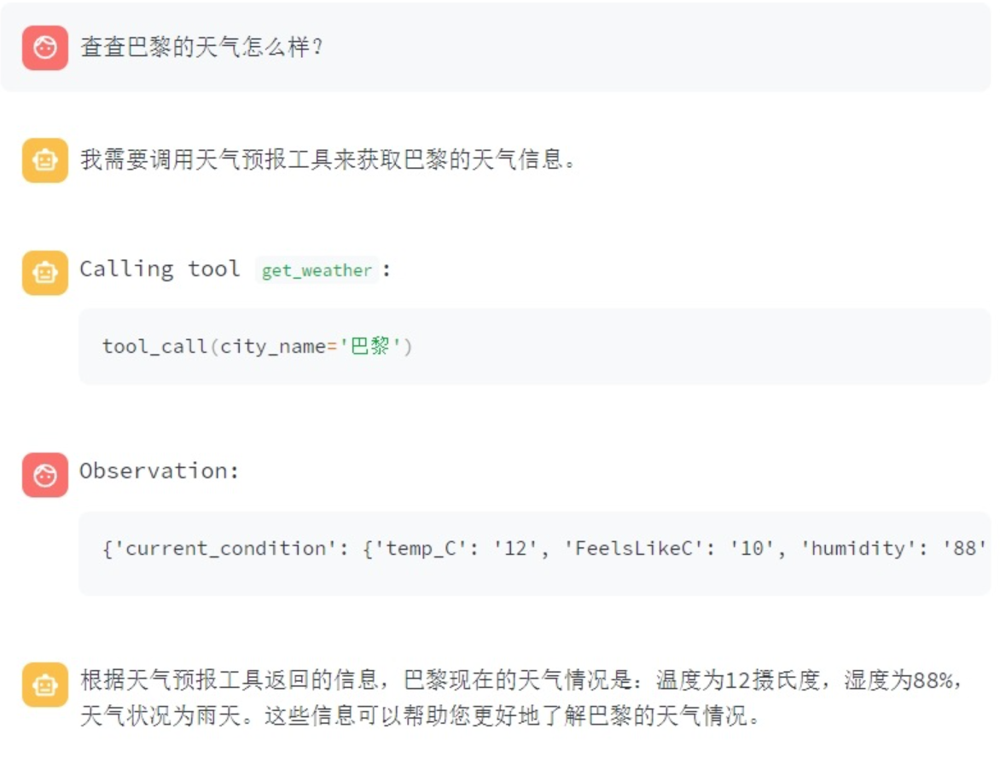 查查巴黎的天气怎么样？
我需要调用天气预报工具来获取巴黎的天气信息。
Calling tool get_weather:
tool_call(city_name='巴黎')
Observation:
{'current_condition': {'temp_C': '12', 'FeelsLikeC': '10', 'humidity': '88'
根据天气预报工具返回的信息，巴黎现在的天气情况是：温度为12摄氏度，湿度为88%，
天气状况为雨天。这些信息可以帮助您更好地了解巴黎的天气情况。